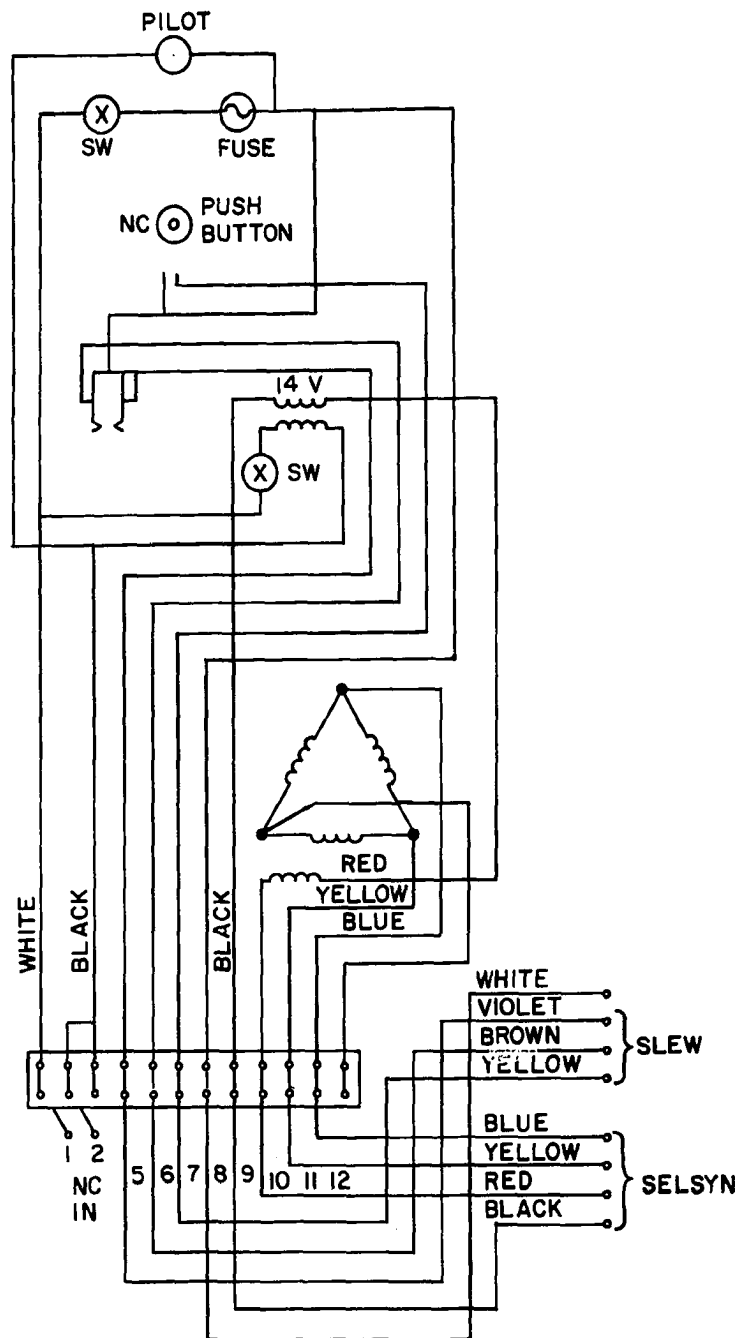 PILOT
X
SW
FUSE
NC
PUSH
BUTTON
14 V
X
SW
RED
YELLOW
BLUE
WHITE
BLACK
BLACK
WHITE
VIOLET
BROWN
YELLOW
SLEW
1
2
NC
IN
5
6
7
8
9
10
11
12
BLUE
YELLOW
RED
BLACK
SELSYN